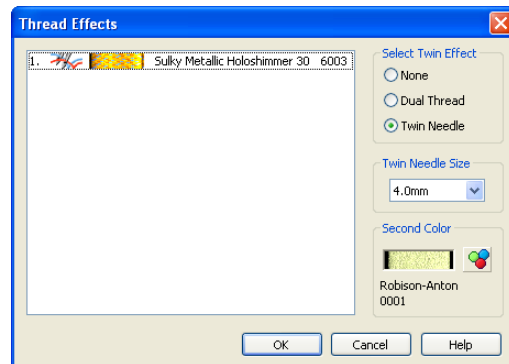 Thread Effects
1. Sulky Metallic Holoshimmer 30 6003
Select Twin Effect
None
Dual Thread
Twin Needle
Twin Needle Size
4.0mm
Second Color
Robison-Anton
0001
OK Cancel Help